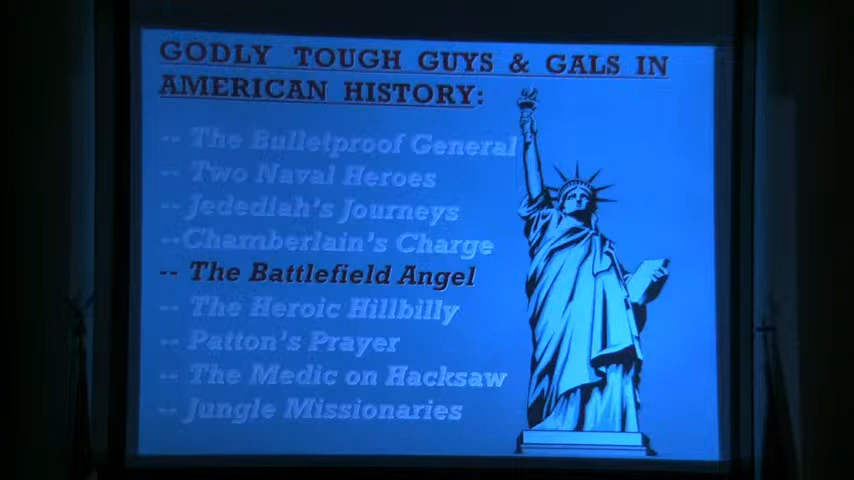 GODLY TOUGH GUYS & GALS IN
AMERICAN HISTORY:
-- The Bulletproof General
-- Two Naval Heroes
-- Jedediah's Journeys
--Chamberlain's Charge
-- The Battlefield Angel
-- The Heroic Hillbilly
-- Patton's Prayer
-- The Medic on Hacksaw
-- Jungle Missionaries